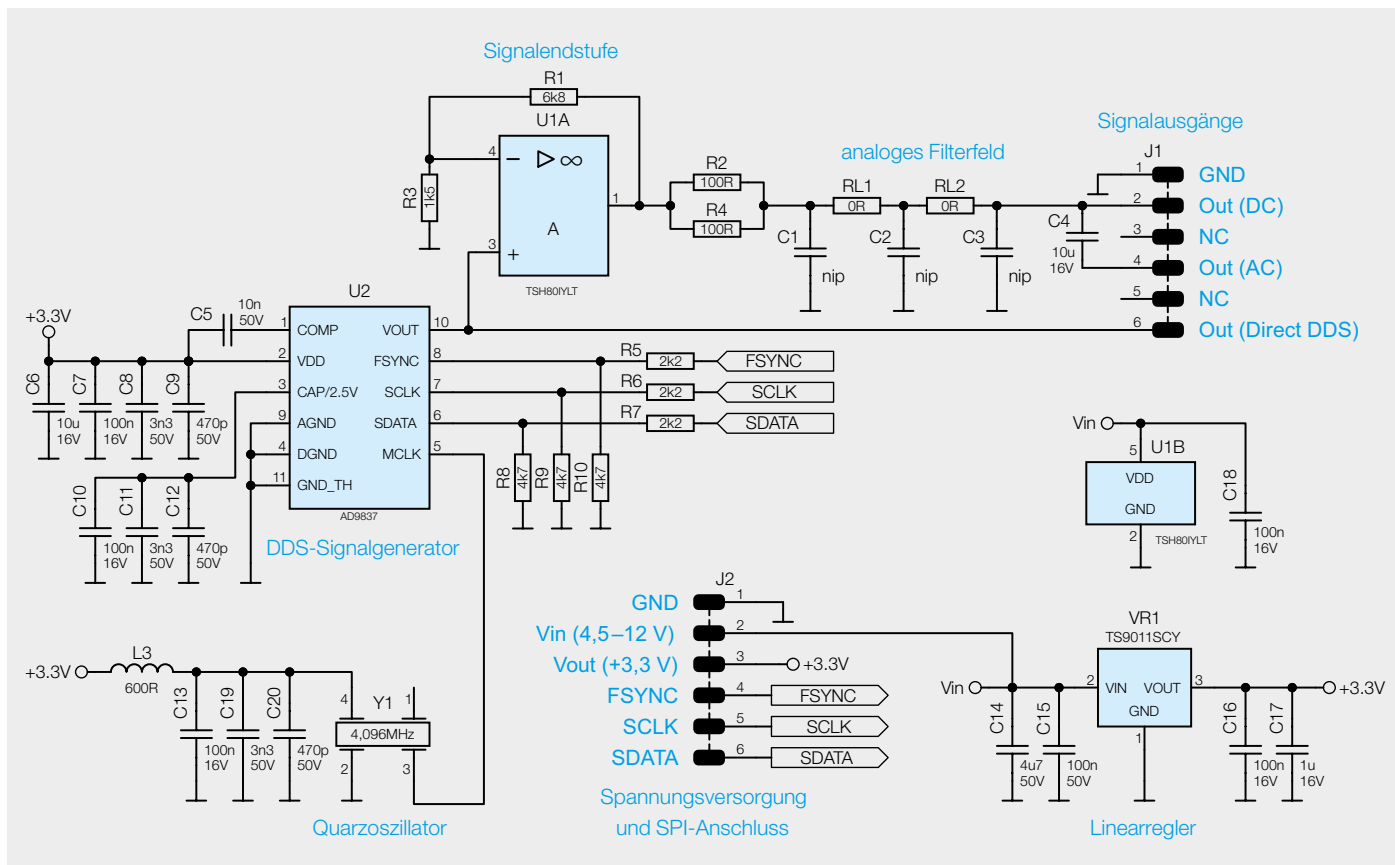 Signalendstufe
R1
6k8
U1A
4
R3
1k5
3
A
1
TSH80IYLT
R2
100R
R4
100R
analoges Filterfeld
RL1
0R
RL2
0R
C1
nip
C2
nip
C3
nip
C4
10u
16V
Signalausgänge
J1
1 GND
2 Out (DC)
3 NC
4 Out (AC)
5 NC
6 Out (Direct DDS)
+3.3V
C5
10n
50V
U2
1 COMP VOUT 10
2 VDD FSYNC 8
3 CAP/2.5V SCLK 7
9 AGND SDATA 6
4 DGND MCLK 5
11 GND_TH
AD9837
DDS-Signalgenerator
C6
10u
16V
C7
100n
16V
C8
3n3
50V
C9
470p
50V
C10
100n
16V
C11
3n3
50V
C12
470p
50V
R5
2k2
FSYNC
R6
2k2
SCLK
R7
2k2
SDATA
R8
4k7
R9
4k7
R10
4k7
Vin
5
U1B
VDD
GND
2
TSH80IYLT
C18
100n
16V
+3.3V
L3
600R
C13
100n
16V
C19
3n3
50V
C20
470p
50V
4
1
Y1
4,096MHz
2
3
Quarzoszillator
J2
GND 1
Vin (4,5–12 V) 2
Vout (+3,3 V) 3 +3.3V
FSYNC 4 FSYNC
SCLK 5 SCLK
SDATA 6 SDATA
Spannungsversorgung
und SPI-Anschluss
VR1
TS9011SCY
Vin
2 VIN VOUT 3
GND
1
+3.3V
C14
4u7
50V
C15
100n
50V
C16
100n
16V
C17
1u
16V
Linearregler